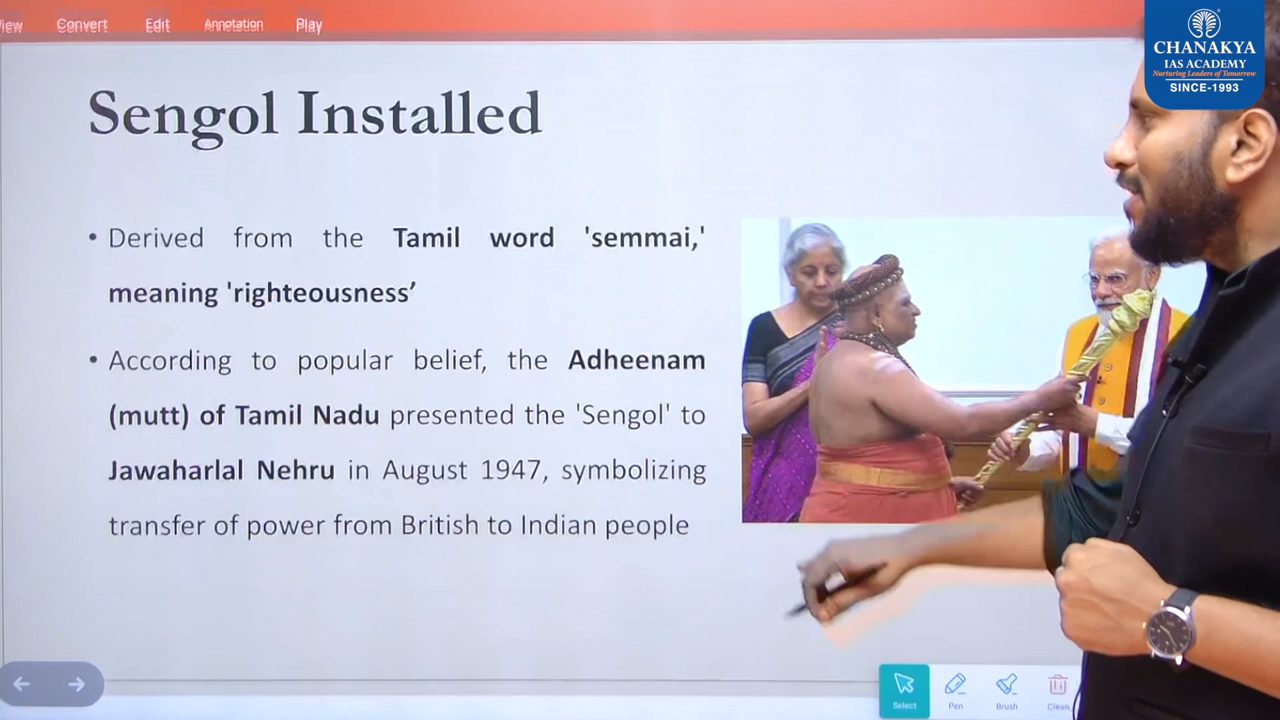 View Convert Edit Annotation Play
CHANAKYA
IAS ACADEMY
Nurturing Leaders of Tomorrow
SINCE-1993
Sengol Installed
• Derived from the Tamil word 'semmai,'
meaning 'righteousness’
• According to popular belief, the Adheenam
(mutt) of Tamil Nadu presented the 'Sengol' to
Jawaharlal Nehru in August 1947, symbolizing
transfer of power from British to Indian people
Select Pen Brush Clean